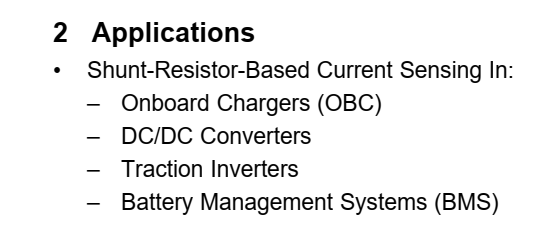 2 Applications
• Shunt-Resistor-Based Current Sensing In:
– Onboard Chargers (OBC)
– DC/DC Converters
– Traction Inverters
– Battery Management Systems (BMS)